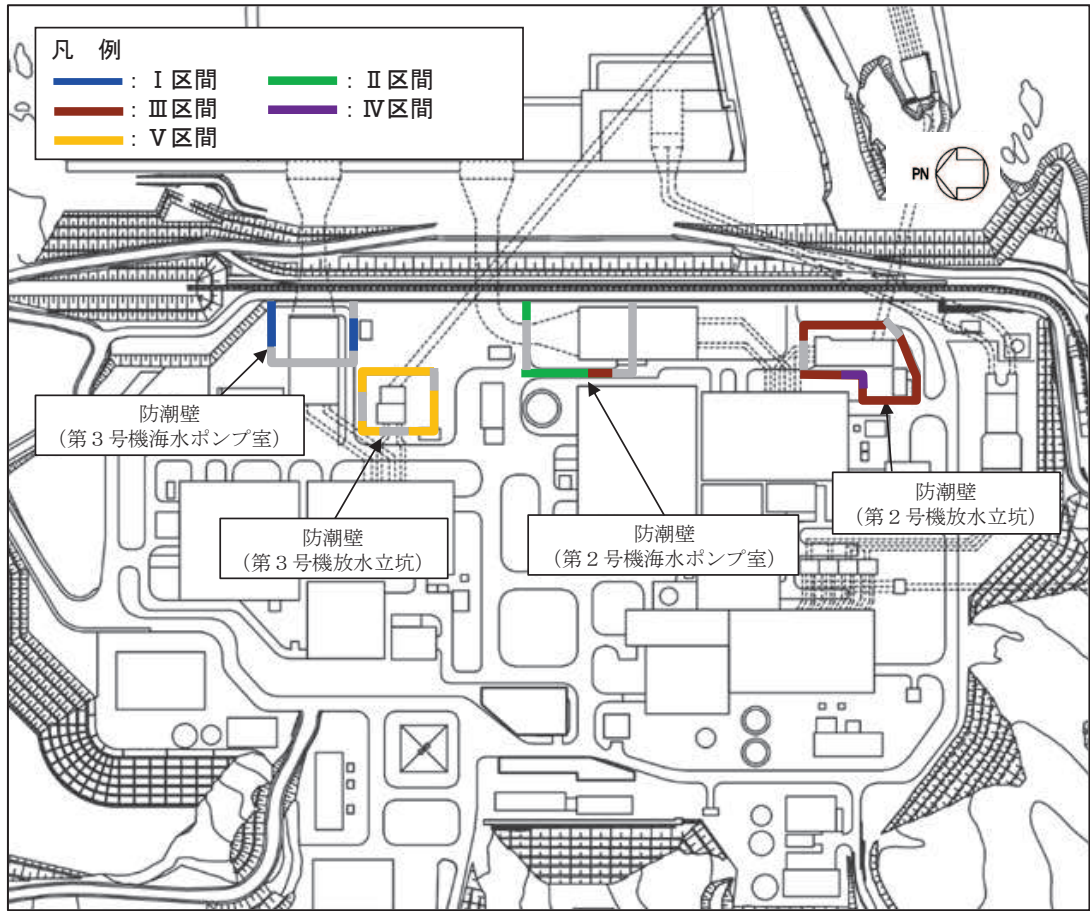 凡 例
：Ⅰ区間
：Ⅱ区間
：Ⅲ区間
：Ⅳ区間
：Ⅴ区間
PN
防潮壁
（第３号機海水ポンプ室）
防潮壁
（第３号機放水立坑）
防潮壁
（第２号機海水ポンプ室）
防潮壁
（第２号機放水立坑）